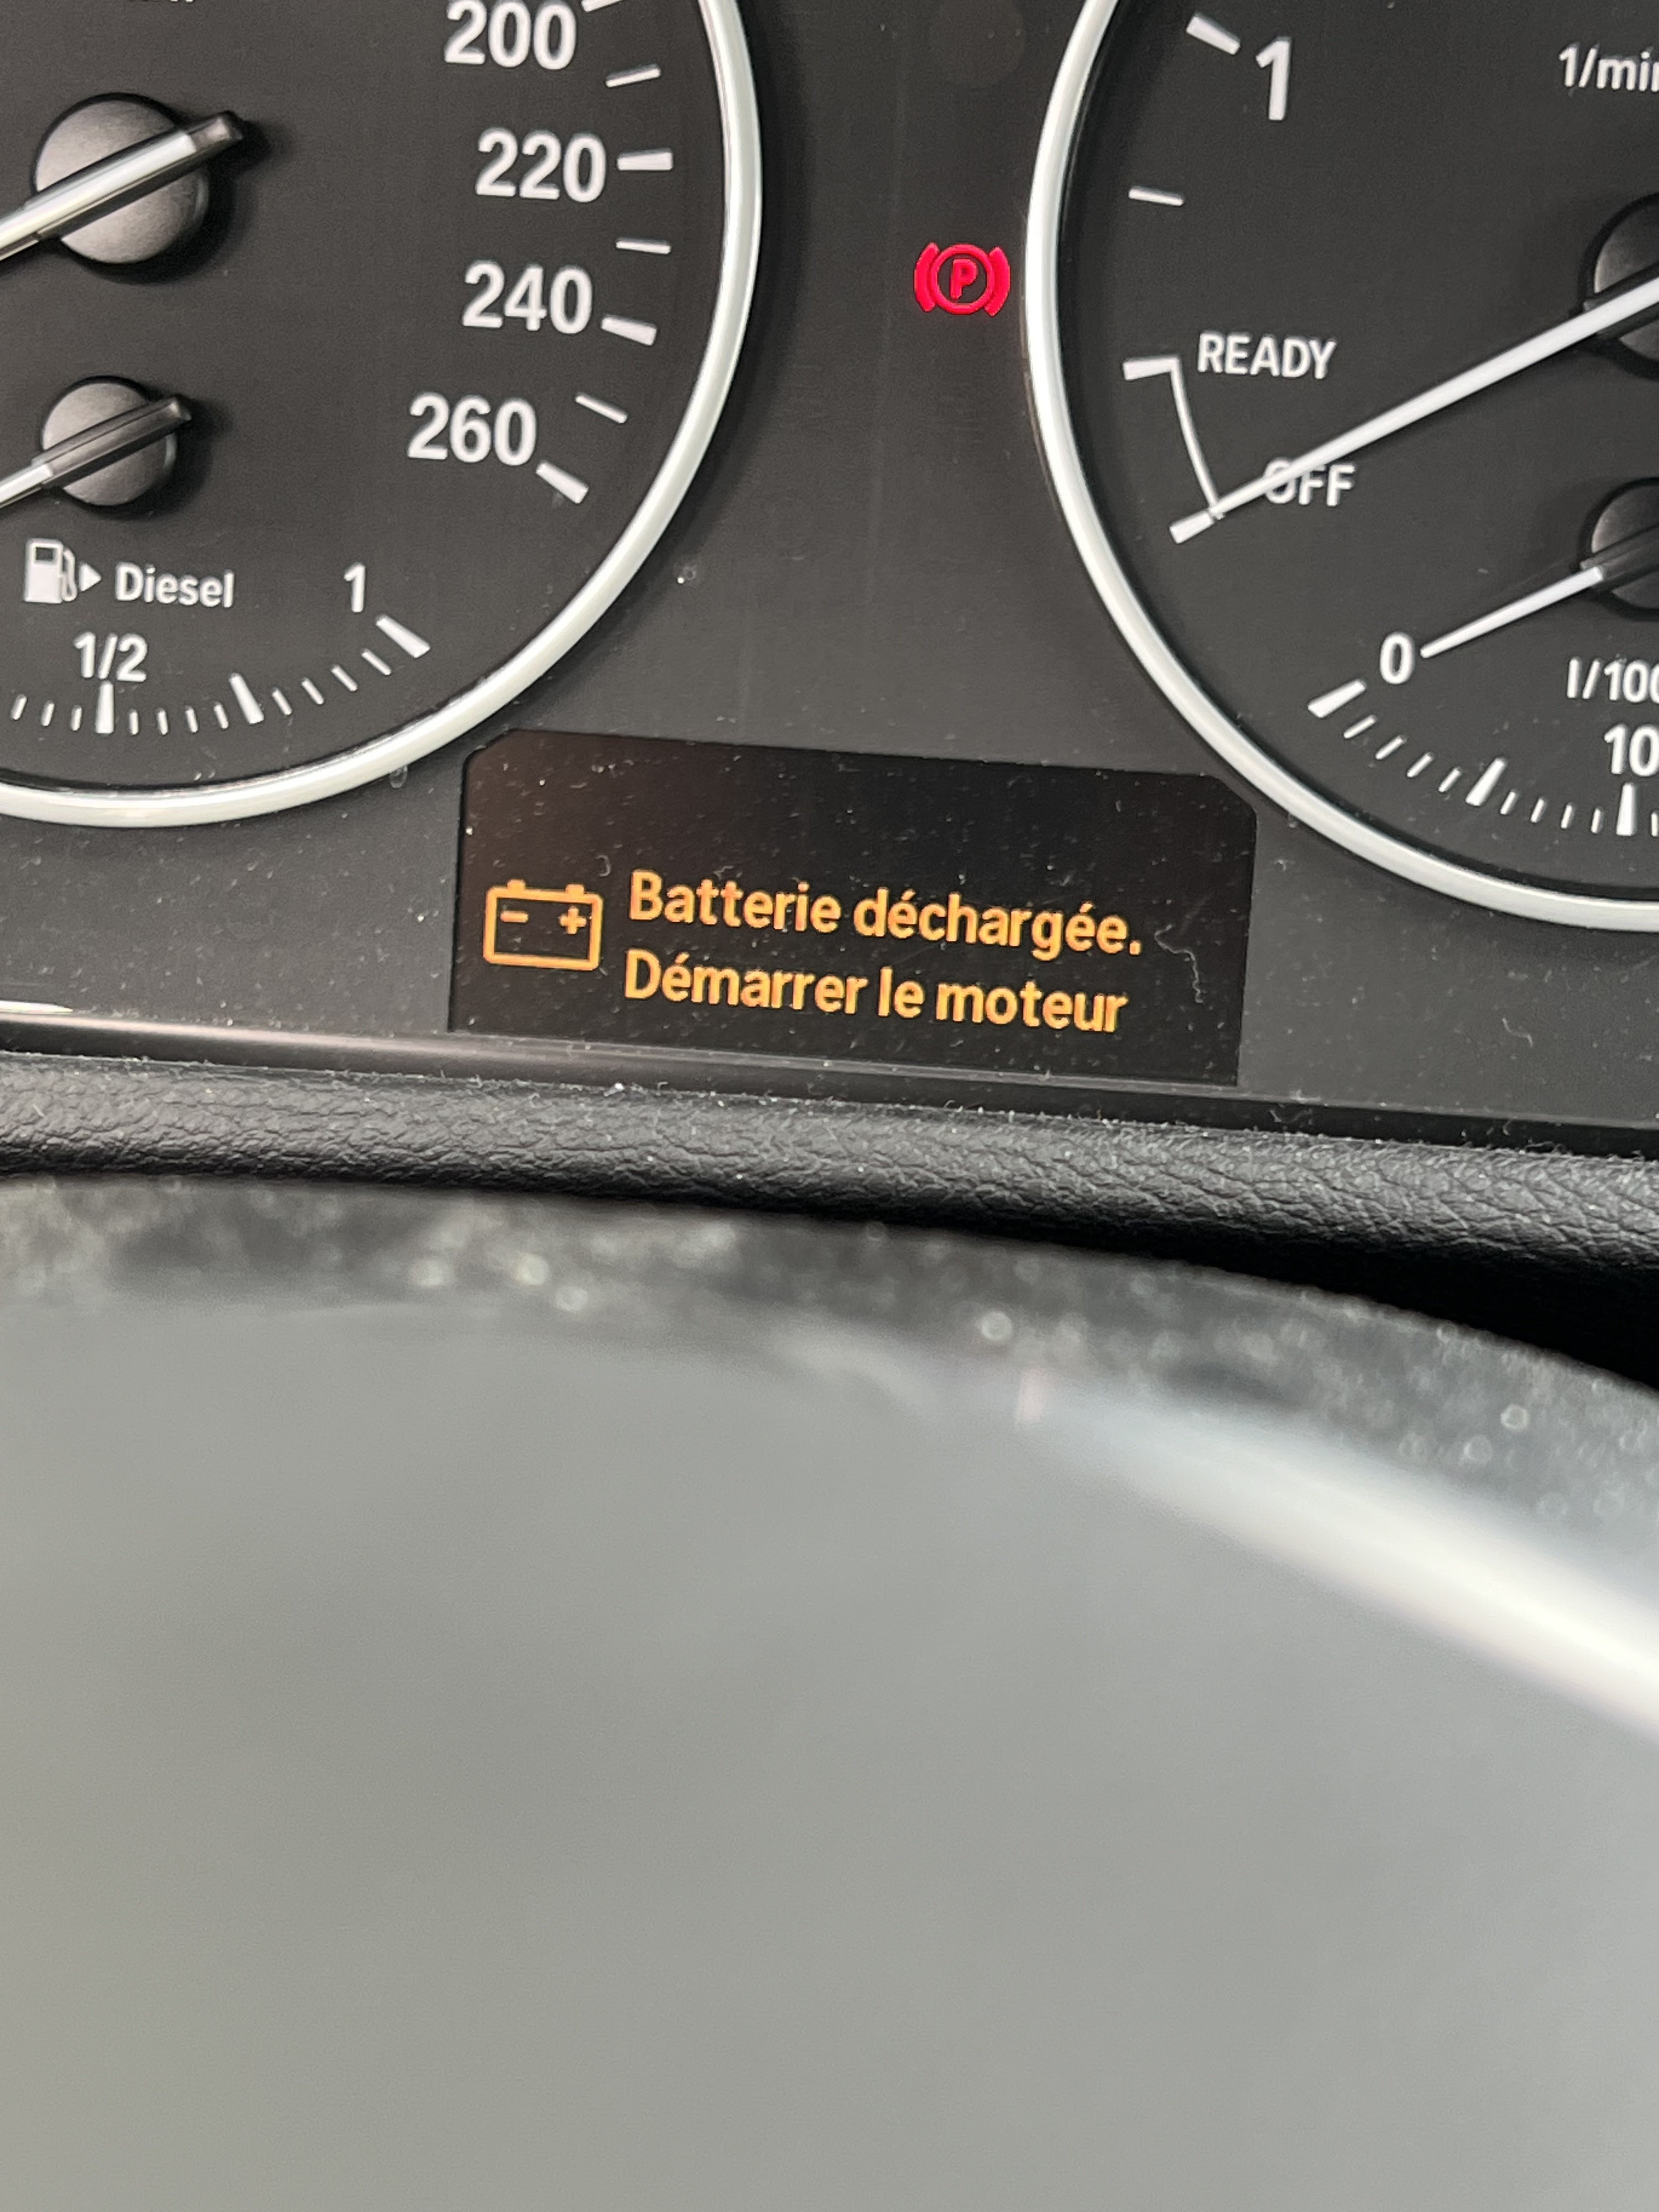 200
220
240
260
Diesel
1/2
1
1
1/min
P
READY
OFF
0
l/100
10
Batterie déchargée.
Démarrer le moteur